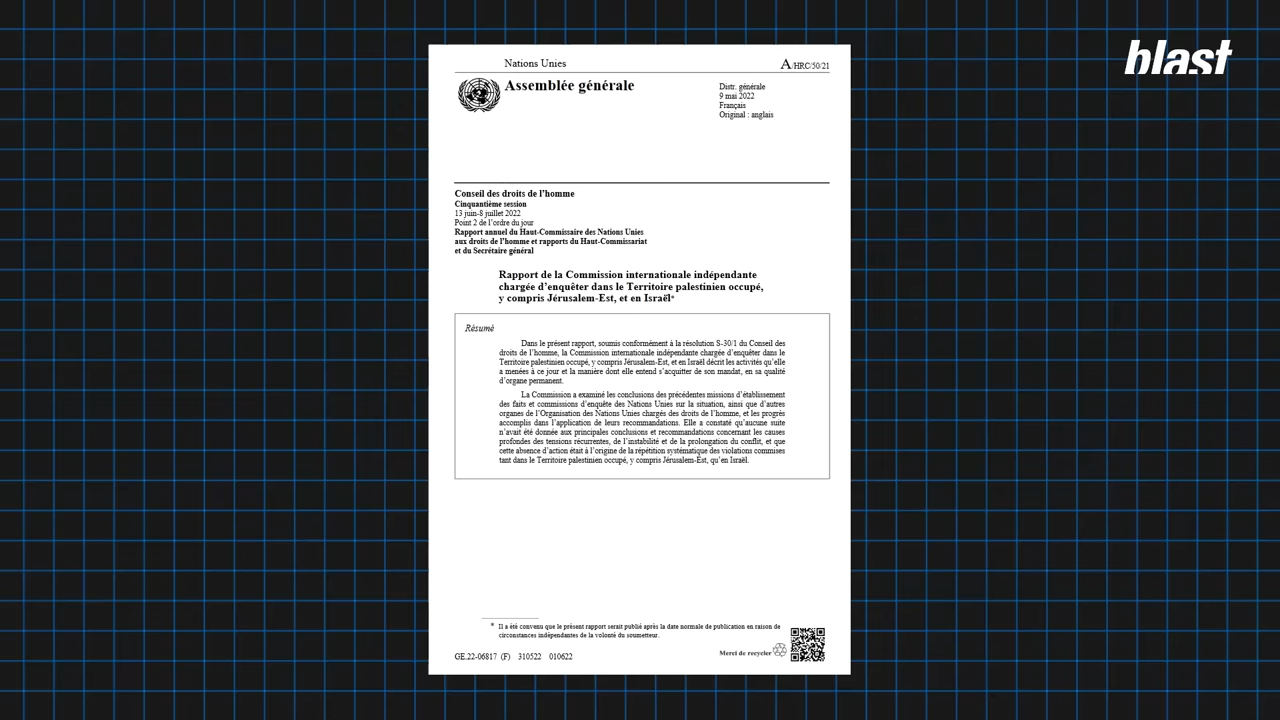 blast
Nations Unies
A/HRC/50/21
Assemblée générale
Distr. générale
9 mai 2022
Français
Original : anglais
Conseil des droits de l'homme
Cinquantième session
13 juin-8 juillet 2022
Point 2 de l'ordre du jour
Rapport annuel du Haut-Commissaire des Nations Unies
aux droits de l'homme et rapports du Haut-Commissariat
et du Secrétaire général
Rapport de la Commission internationale indépendante
chargée d'enquêter dans le Territoire palestinien occupé,
y compris Jérusalem-Est, et en Israël*
Résumé
Dans le présent rapport, soumis conformément à la résolution S-30/1 du Conseil des
droits de l'homme, la Commission internationale indépendante chargée d'enquêter dans le
Territoire palestinien occupé, y compris Jérusalem-Est, et en Israël décrit les activités qu'elle
a menées à ce jour et la manière dont elle entend s'acquitter de son mandat, en sa qualité
d'organe permanent.
La Commission a examiné les conclusions des précédentes missions d'établissement
des faits et commissions d'enquête des Nations Unies sur la situation, ainsi que d'autres
organes de l'Organisation des Nations Unies chargés des droits de l'homme, et les progrès
accomplis dans l'application de leurs recommandations. Elle a constaté qu'aucune suite
n'avait été donnée aux principales conclusions et recommandations concernant les causes
profondes des tensions récurrentes, de l'instabilité et de la prolongation du conflit, et que
cette absence d'action était à l'origine de la répétition systématique des violations commises
tant dans le Territoire palestinien occupé, y compris Jérusalem-Est, qu'en Israël.
* Il a été convenu que le présent rapport serait publié après la date normale de publication en raison de
circonstances indépendantes de la volonté du soumetteur.
GE.22-06817 (F) 310522 010622
Merci de recycler